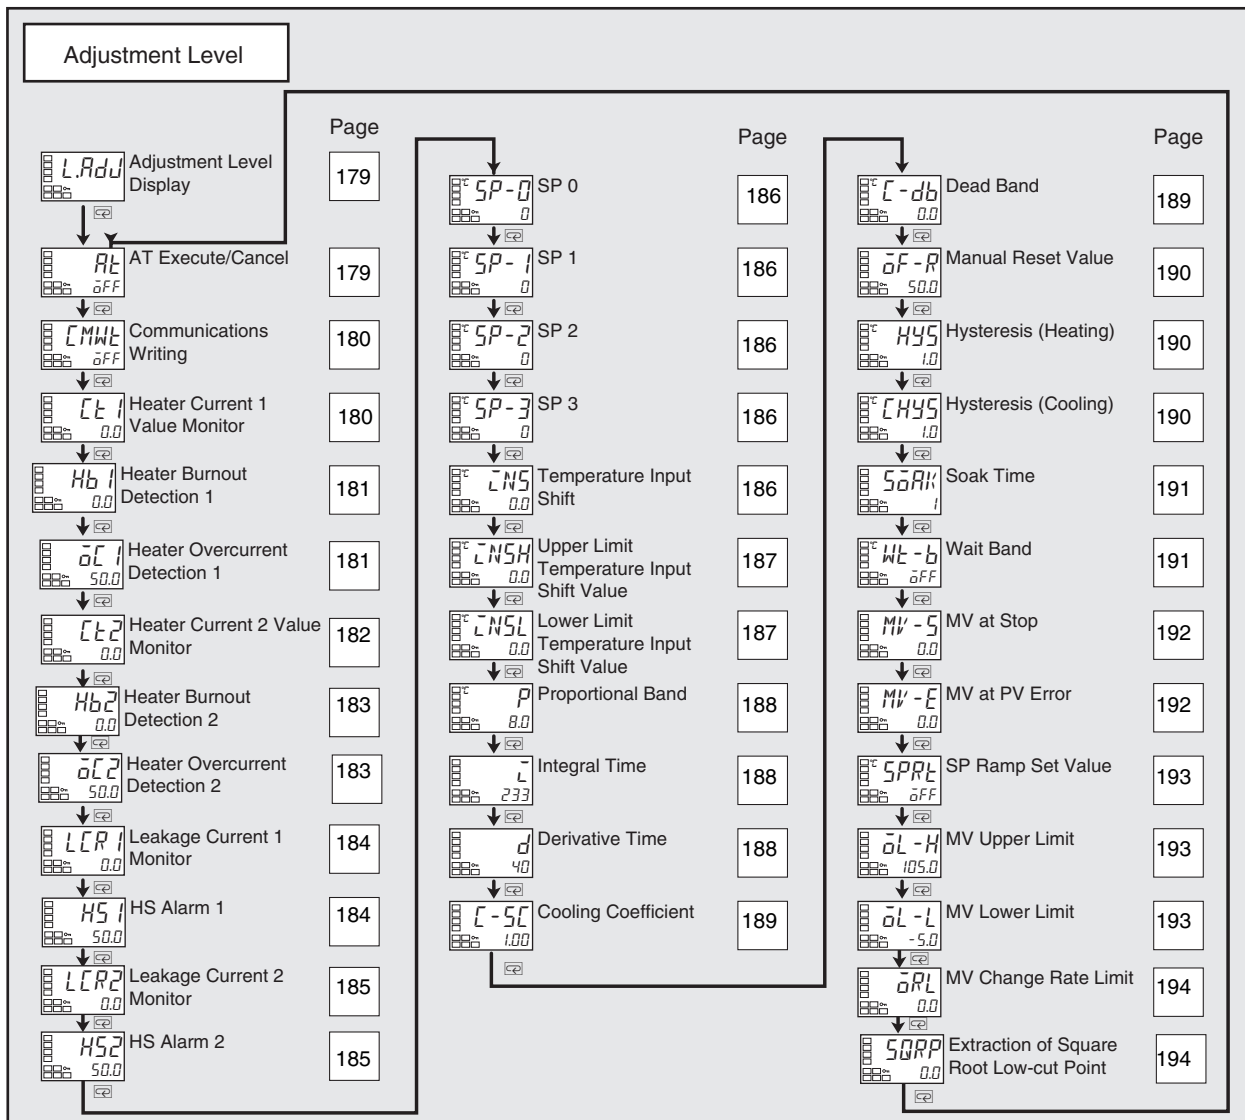 Adjustment Level
Page
L.AdJ
Adjustment Level
Display
179
At
oFF
AT Execute/Cancel
179
CMWt
oFF
Communications
Writing
180
Ct1
0.0
Heater Current 1
Value Monitor
180
Hb1
0.0
Heater Burnout
Detection 1
181
oC1
50.0
Heater Overcurrent
Detection 1
181
Ct2
0.0
Heater Current 2 Value
Monitor
182
Hb2
0.0
Heater Burnout
Detection 2
183
oC2
50.0
Heater Overcurrent
Detection 2
183
LCR1
0.0
Leakage Current 1
Monitor
184
HS1
50.0
HS Alarm 1
184
LCR2
0.0
Leakage Current 2
Monitor
185
HS2
50.0
HS Alarm 2
185
Page
°C
SP-0
0
SP 0
186
°C
SP-1
0
SP 1
186
°C
SP-2
0
SP 2
186
°C
SP-3
0
SP 3
186
°C
iNS
0.0
Temperature Input
Shift
186
°C
iNSH
0.0
Upper Limit
Temperature Input
Shift Value
187
°C
iNSL
0.0
Lower Limit
Temperature Input
Shift Value
187
°C
P
8.0
Proportional Band
188
i
233
Integral Time
188
d
40
Derivative Time
188
C-SC
1.00
Cooling Coefficient
189
Page
°C
C-db
0.0
Dead Band
189
oF-R
50.0
Manual Reset Value
190
°C
HYS
1.0
Hysteresis (Heating)
190
°C
CHYS
1.0
Hysteresis (Cooling)
190
SoAK
1
Soak Time
191
°C
Wt-b
oFF
Wait Band
191
MV-S
0.0
MV at Stop
192
MV-E
0.0
MV at PV Error
192
°C
SPRt
oFF
SP Ramp Set Value
193
oL-H
105.0
MV Upper Limit
193
oL-L
-5.0
MV Lower Limit
193
oRL
0.0
MV Change Rate Limit
194
SQRP
0.0
Extraction of Square
Root Low-cut Point
194